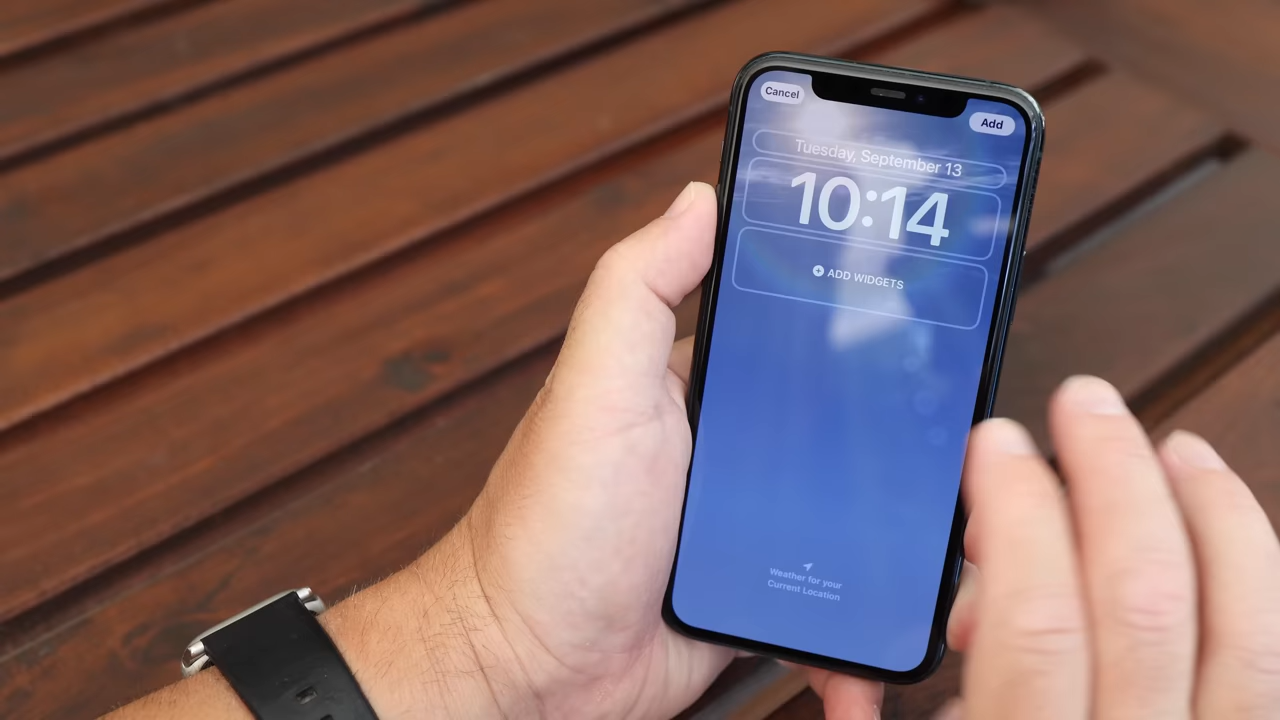 Cancel
Add
Tuesday, September 13
10:14
ADD WIDGETS
Weather for your
Current Location